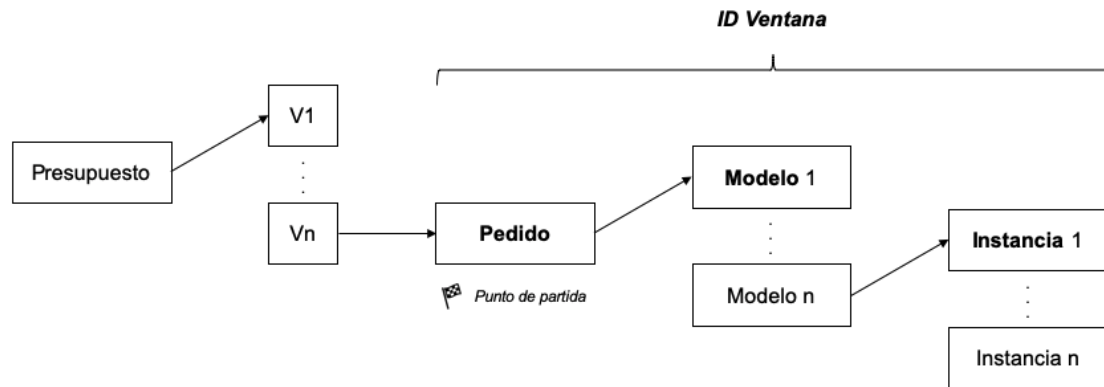 ID Ventana
V1
Presupuesto
Modelo 1
Vn
Pedido
Instancia 1
Punto de partida
Modelo n
Instancia n